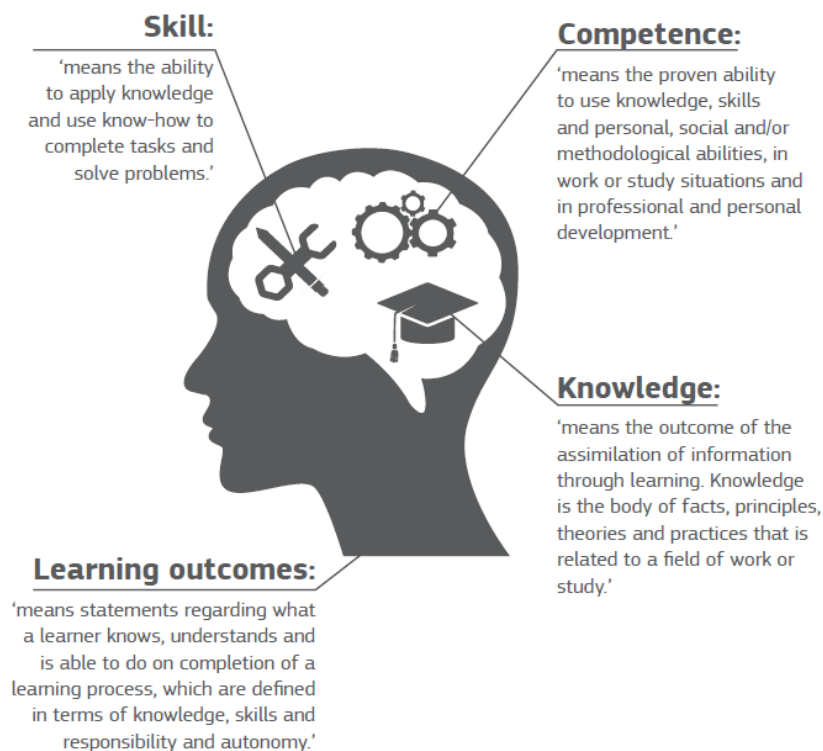 Skill:
‘means the ability
to apply knowledge
and use know-how to
complete tasks and
solve problems.’
Competence:
‘means the proven ability
to use knowledge, skills
and personal, social and/or
methodological abilities, in
work or study situations and
in professional and personal
development.’
Knowledge:
‘means the outcome of the
assimilation of information
through learning. Knowledge
is the body of facts, principles,
theories and practices that is
related to a field of work or
study.’
Learning outcomes:
‘means statements regarding what
a learner knows, understands and
is able to do on completion of a
learning process, which are defined
in terms of knowledge, skills and
responsibility and autonomy.’